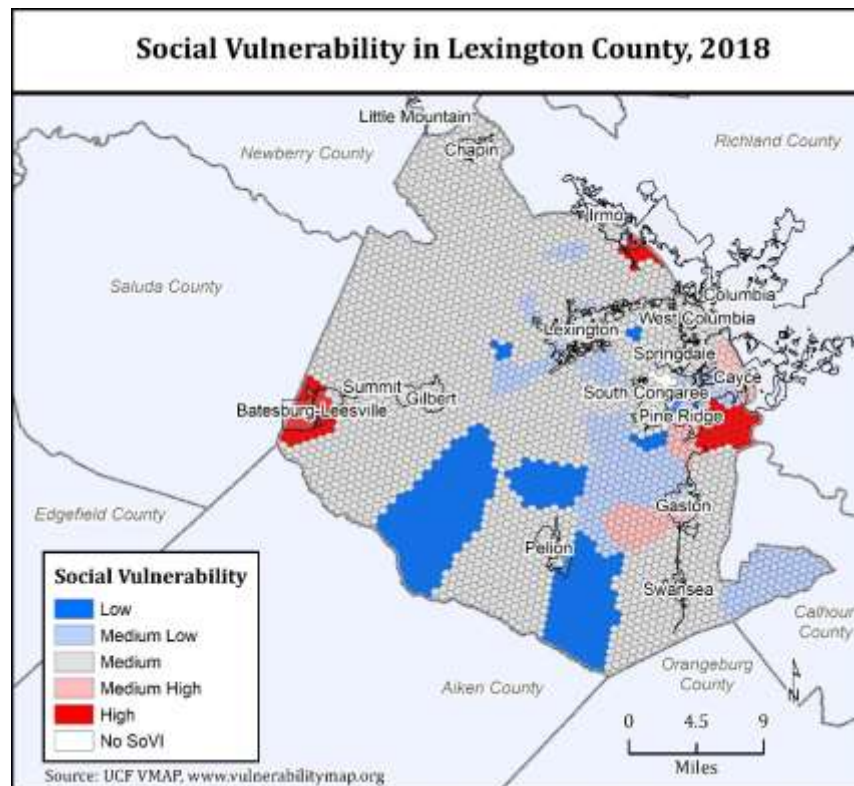 Social Vulnerability in Lexington County, 2018
Little Mountain
Newberry County
Chapin
Richland County
Irmo
Saluda County
Columbia
Lexington
West Columbia
Springdale
Summit
Gilbert
South Congaree
Cayce
Batesburg-Leesville
Pine Ridge
Edgefield County
Gaston
Pelion
Swansea
Social Vulnerability
Low
Medium Low
Medium
Medium High
High
No SoVI
Calhoun
County
Orangeburg
County
Aiken County
N
0 4.5 9
Miles
Source: UCF VMAP, www.vulnerabilitymap.org